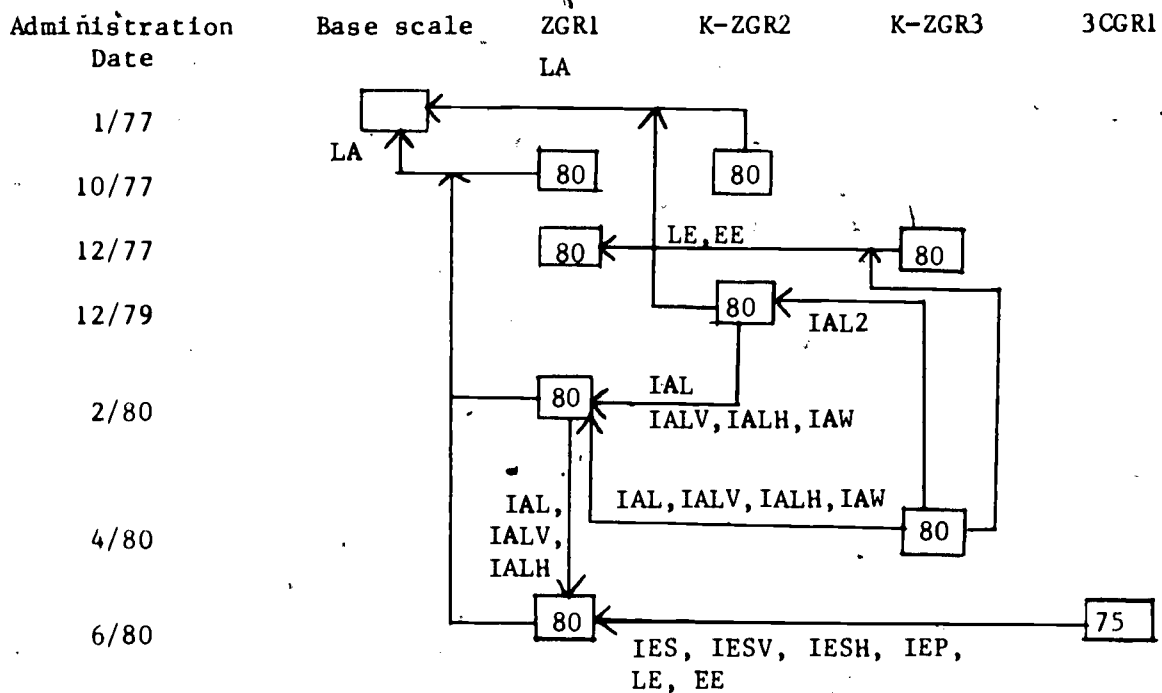 Administration Base scale ZGR1 K-ZGR2 K-ZGR3 3CGR1
Date
LA
1/77
LA
80 80
10/77
LE, EE
12/77 80 80
12/79 80
IAL2
IAL
2/80 80
IALV, IALH, IAW
IAL, IAL, IALV, IALH, IAW
IALV,
4/80 80
IALH
6/80 80 75
IES, IESV, IESH, IEP,
LE, EE